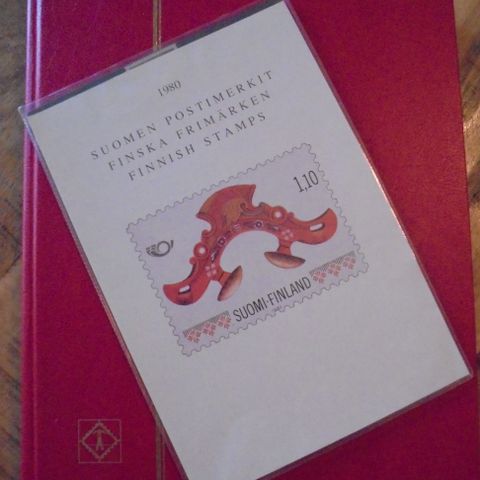 1980
SUOMEN POSTIMERKIT
FINSKA FRIMÄRKEN
FINNISH STAMPS
1,10
SUOMI-FINLAND